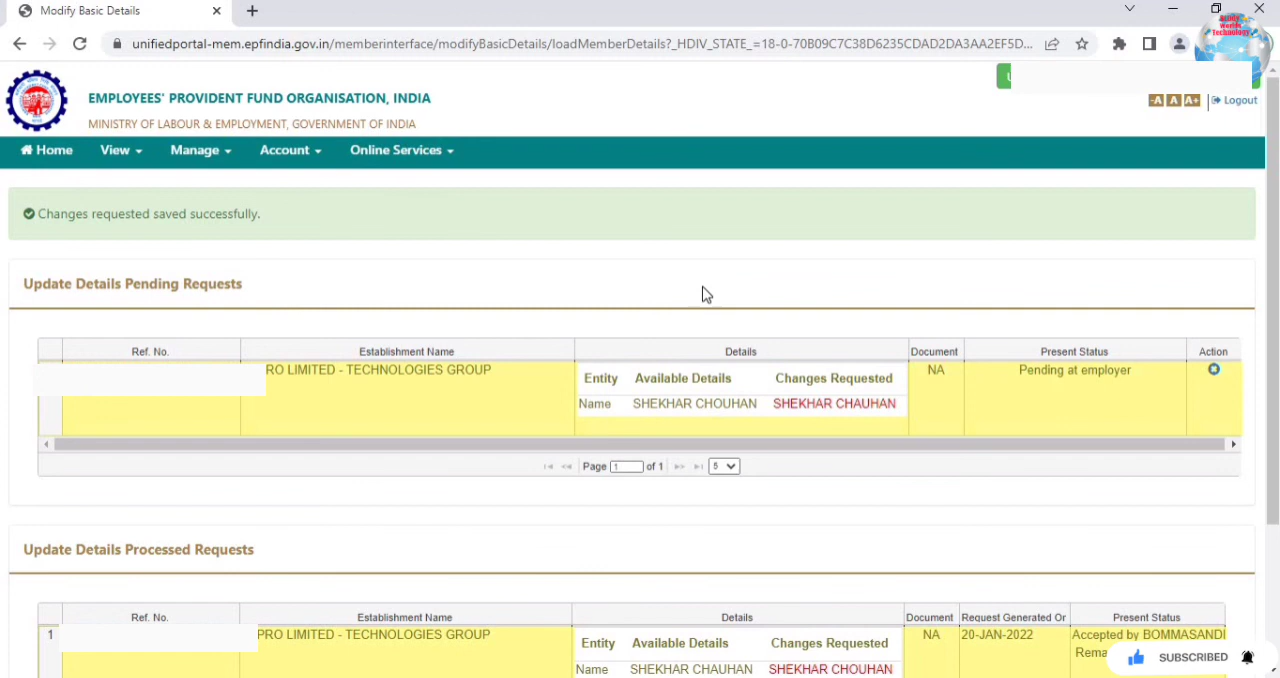 Modify Basic Details
Study
Worlds
Technology
unifiedportal-mem.epfindia.gov.in/memberinterface/modifyBasicDetails/loadMemberDetails?_HDIV_STATE_=18-0-70B09C7C38D6235CDAD2DA3AA2EF5D...
EMPLOYEES' PROVIDENT FUND ORGANISATION, INDIA
-A A A+ Logout
MINISTRY OF LABOUR & EMPLOYMENT, GOVERNMENT OF INDIA
Home View Manage Account Online Services
Changes requested saved successfully.
Update Details Pending Requests
Ref. No. Establishment Name Details Document Present Status Action
RO LIMITED - TECHNOLOGIES GROUP NA Pending at employer
Entity Available Details Changes Requested
Name SHEKHAR CHOUHAN SHEKHAR CHAUHAN
Page 1 of 1 5
Update Details Processed Requests
Ref. No. Establishment Name Details Document Request Generated Or Present Status
1 PRO LIMITED - TECHNOLOGIES GROUP NA 20-JAN-2022 Accepted by BOMMASANDI
Entity Available Details Changes Requested Rema
Name SHEKHAR CHAUHAN SHEKHAR CHOUHAN
SUBSCRIBED